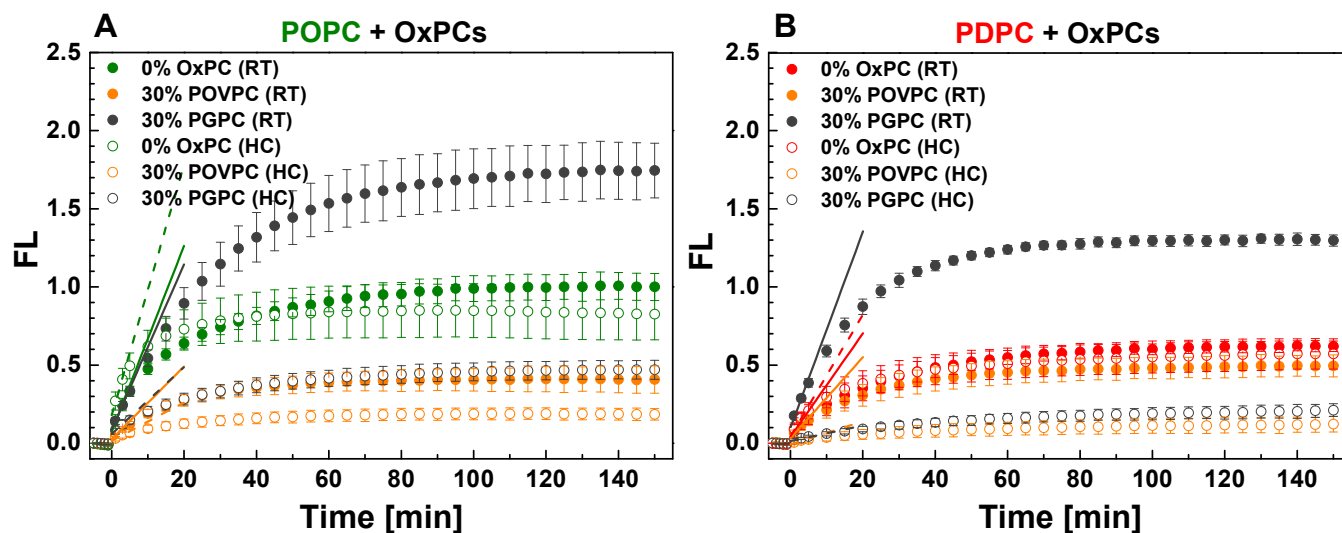 A
POPC + OxPCs
2.5
2.0
1.5
1.0
0.5
0.0
FL
0% OxPC (RT)
30% POVPC (RT)
30% PGPC (RT)
0% OxPC (HC)
30% POVPC (HC)
30% PGPC (HC)
0 20 40 60 80 100 120 140
Time [min]
B
PDPC + OxPCs
2.5
2.0
1.5
1.0
0.5
0.0
FL
0% OxPC (RT)
30% POVPC (RT)
30% PGPC (RT)
0% OxPC (HC)
30% POVPC (HC)
30% PGPC (HC)
0 20 40 60 80 100 120 140
Time [min]